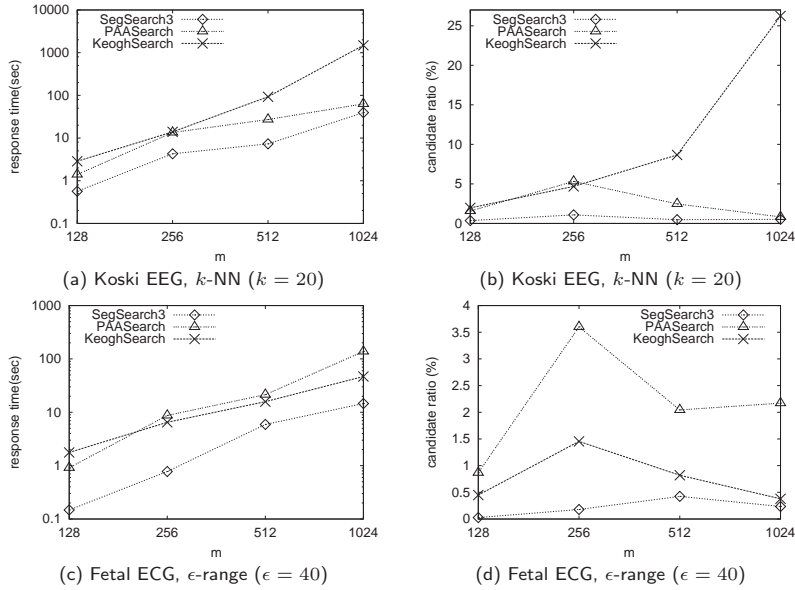 SegSearch3
PAASearch
KeoghSearch
10000
1000
100
10
1
0.1
response time(sec)
128
256
512
1024
m
(a) Koski EEG, k-NN (k = 20)
SegSearch3
PAASearch
KeoghSearch
25
20
15
10
5
0
candidate ratio (%)
128
256
512
1024
m
(b) Koski EEG, k-NN (k = 20)
SegSearch3
PAASearch
KeoghSearch
1000
100
10
1
0.1
response time(sec)
128
256
512
1024
m
(c) Fetal ECG, ϵ-range (ϵ = 40)
SegSearch3
PAASearch
KeoghSearch
4
3.5
3
2.5
2
1.5
1
0.5
0
candidate ratio (%)
128
256
512
1024
m
(d) Fetal ECG, ϵ-range (ϵ = 40)